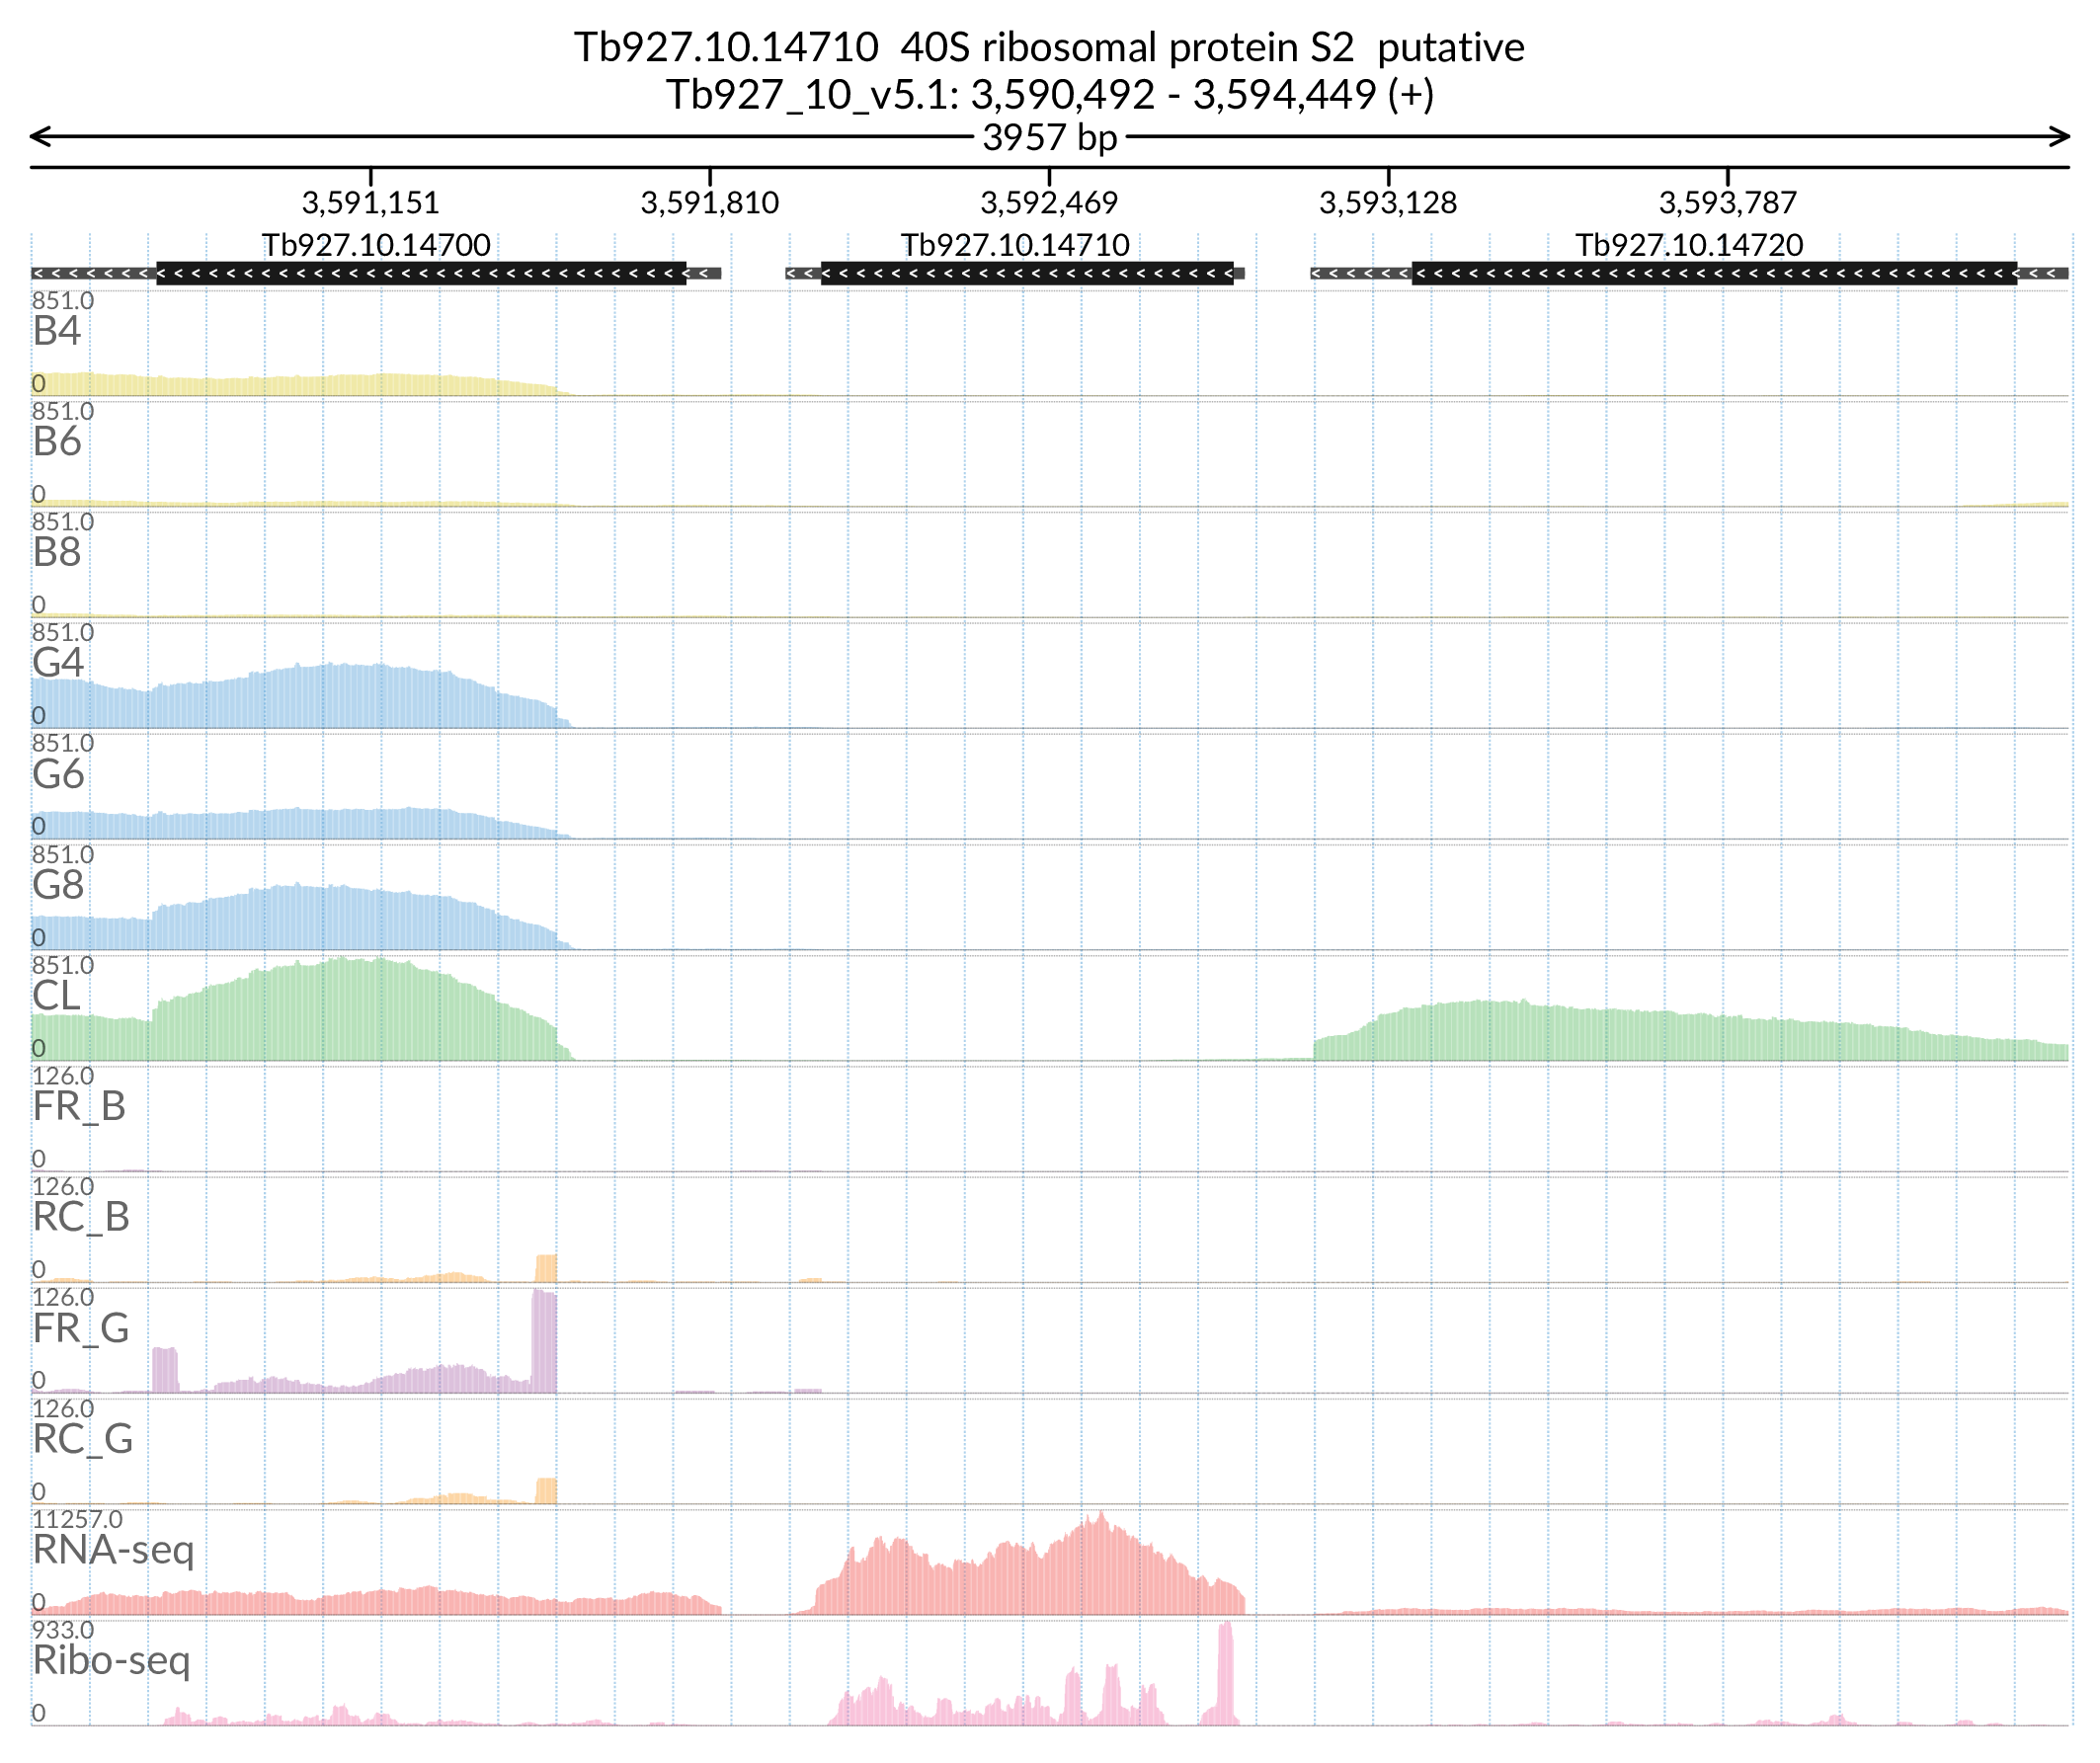 Tb927.10.14710  40S ribosomal protein S2  putative
Tb927_10_v5.1: 3,590,492 - 3,594,449 (+)
3957 bp
3,591,151 3,591,810 3,592,469 3,593,128 3,593,787
Tb927.10.14700 Tb927.10.14710 Tb927.10.14720
851.0
B4
0
851.0
B6
0
851.0
B8
0
851.0
G4
0
851.0
G6
0
851.0
G8
0
851.0
CL
0
126.0
FR_B
0
126.0
RC_B
0
126.0
FR_G
0
126.0
RC_G
0
11257.0
RNA-seq
0
933.0
Ribo-seq
0